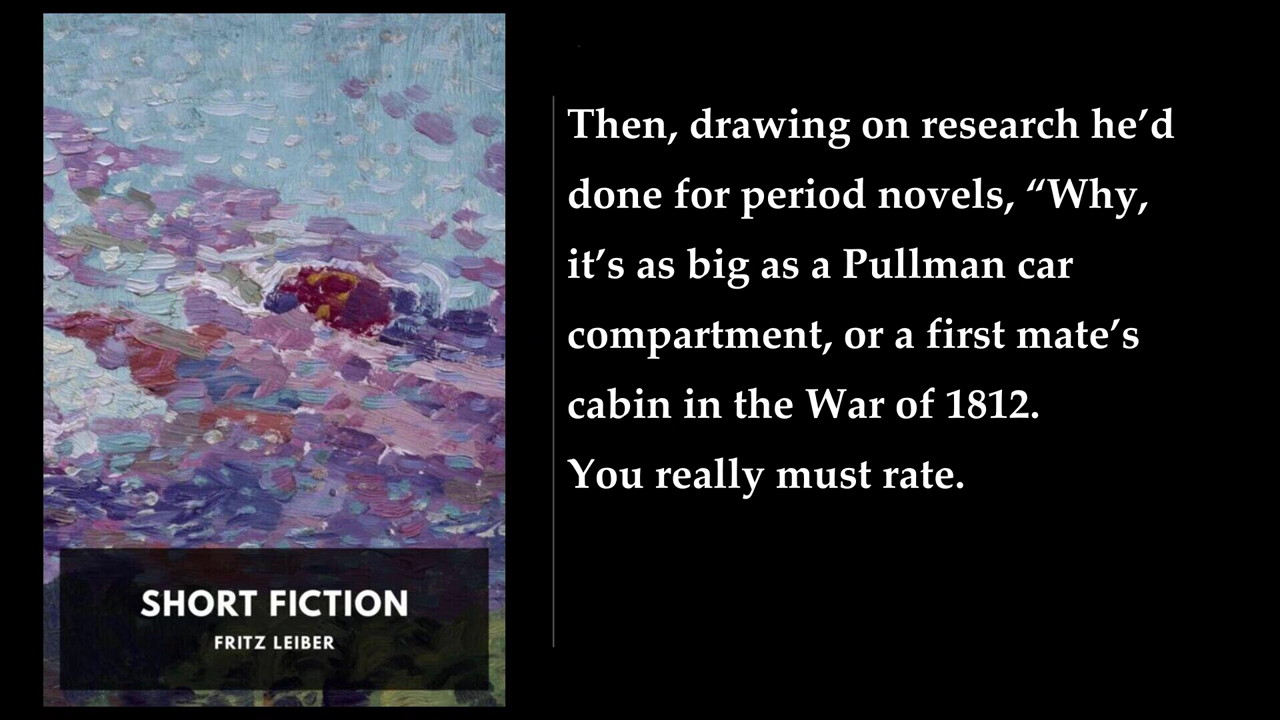 SHORT FICTION
FRITZ LEIBER
Then, drawing on research he’d
done for period novels, “Why,
it’s as big as a Pullman car
compartment, or a first mate’s
cabin in the War of 1812.
You really must rate.